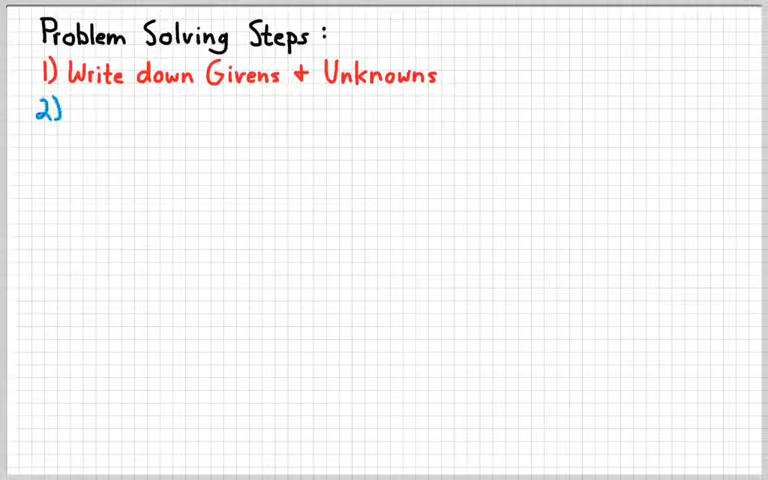 Problem Solving Steps:
1) Write down Givens + Unknowns
2)